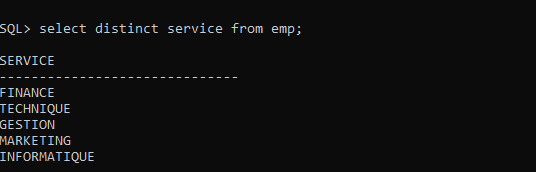 SQL> select distinct service from emp;
SERVICE
------------------------------
FINANCE
TECHNIQUE
GESTION
MARKETING
INFORMATIQUE